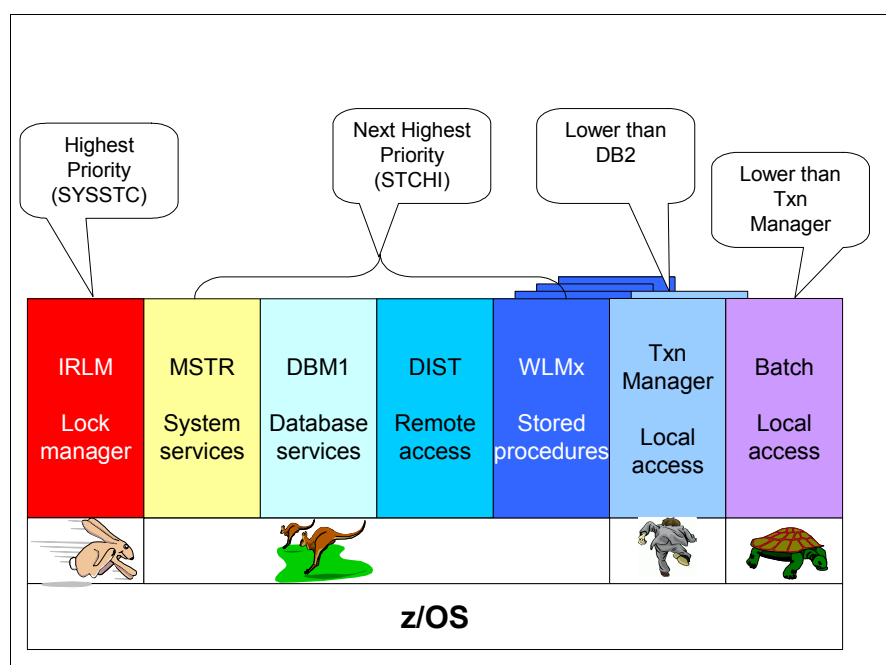 Highest
Priority
(SYSSTC)
Next Highest
Priority
(STCHI)
Lower than
DB2
Lower than
Txn
Manager
IRLM
Lock
manager
MSTR
System
services
DBM1
Database
services
DIST
Remote
access
WLMx
Stored
procedures
Txn
Manager
Local
access
Batch
Local
access
z/OS